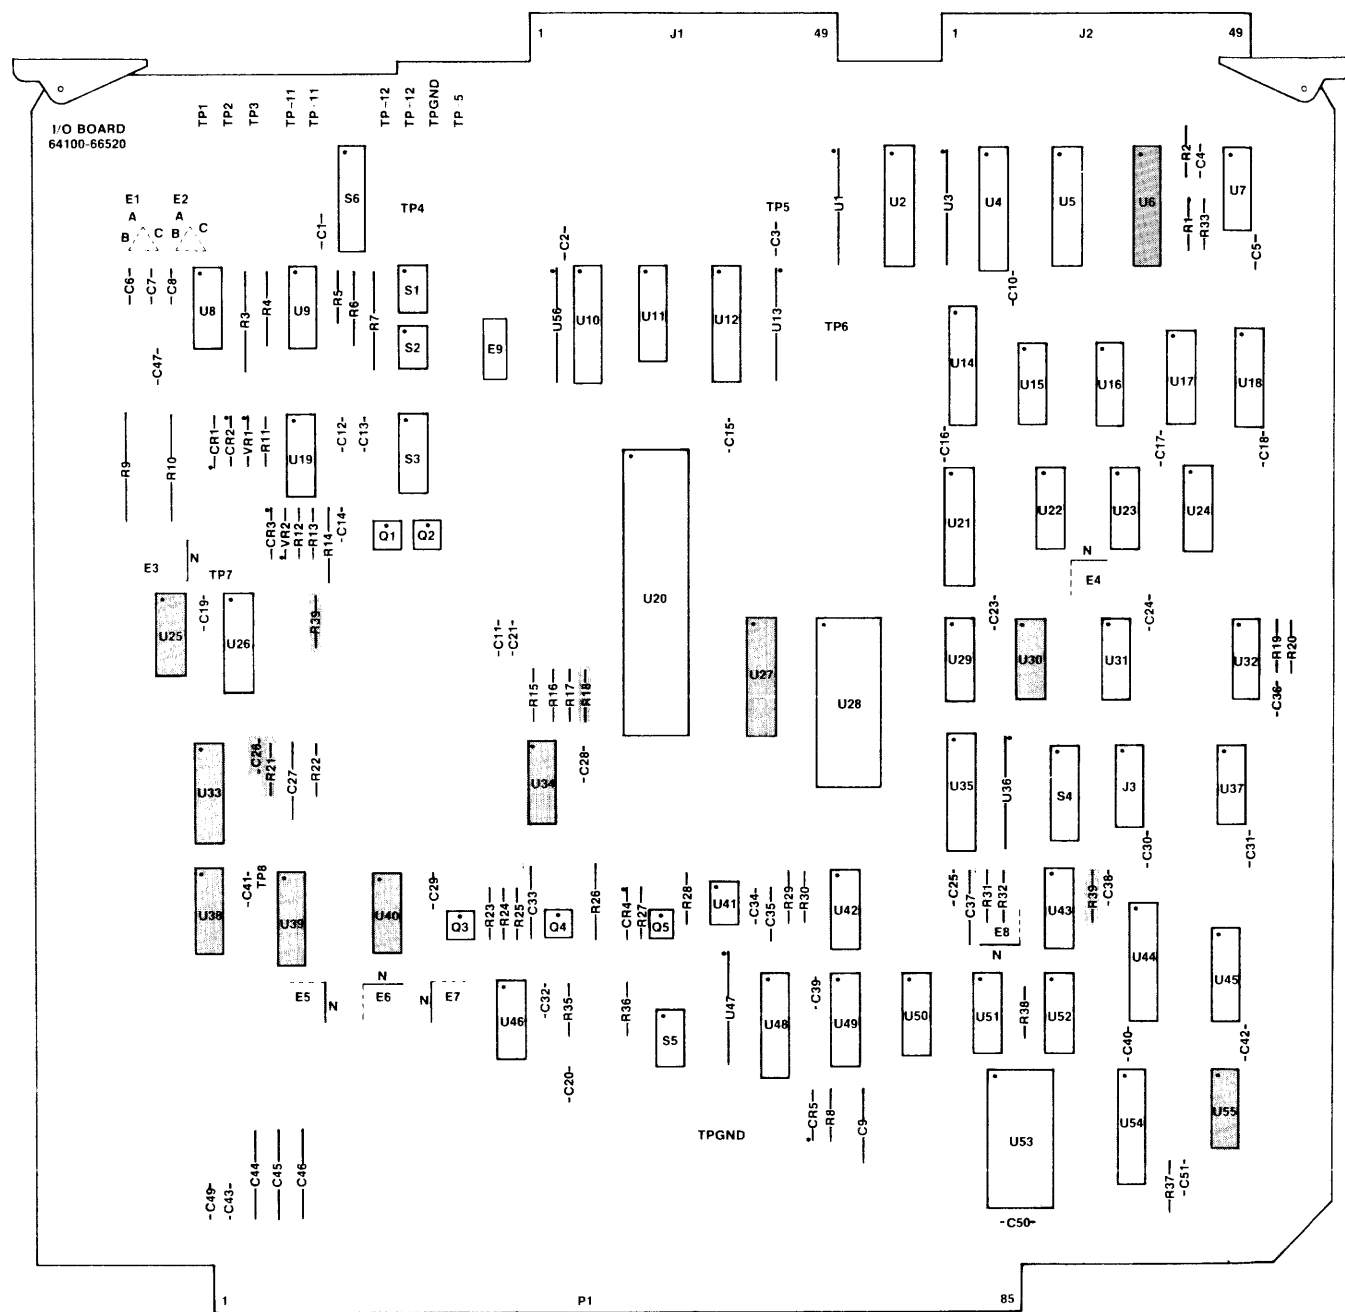 1 J1 49
1 J2 49
TP1 TP2 TP3 TP-11 TP-11 TP-12 TP-12 TPGND TP-5
I/O BOARD
64100-66520
E1 E2
A A
B C B C
S6
-C1-
TP4
TP5
-C2-
-C3-
U1
U2
U3
U4
U5
U6
R2
-C4-
R1
R33
U7
-C5-
-C6- -C7- -C8-
U8
R3
R4
U9
R5
R6
R7
S1
S2
E9
U56
U10
U11
U12
U13
TP6
-C10-
U14
U15
U16
U17
U18
-C47-
R9
R10
CR1
CR2
VR1
R11
U19
-C12-
-C13-
S3
-C15-
-C16-
-C17-
-C18-
CR3
VR2
R12
R13
R14
-C14-
Q1
Q2
U20
U21
U22
U23
U24
N
E3
TP7
N
E4
U25
-C19-
U26
R39
-C11-
-C21-
R15
R16
R17
R18
U27
U28
-C23-
-C24-
U29
U30
U31
U32
R19
R20
-C36-
U33
-C26-
R21
C27
R22
U34
-C28-
U35
U36
S4
J3
U37
-C30-
-C31-
U38
-C41-
TP8
U39
U40
-C29-
Q3
R23
R24
R25
C33
Q4
R26
CR4
R27
Q5
R28
U41
-C34-
C35
R29
R30
U42
-C25-
C37
R31
R32
E8
N
U43
R39
-C38-
U44
U45
E5
N
N
E6
N
E7
U46
-C32-
R35
R36
S5
U47
U48
-C39-
U49
U50
U51
R38
U52
-C40-
-C42-
-C20-
TPGND
CR5
R8
C9
U53
U54
U55
-C49-
-C43-
C44
C45
C46
R37
-C51-
-C50-
1 P1 85